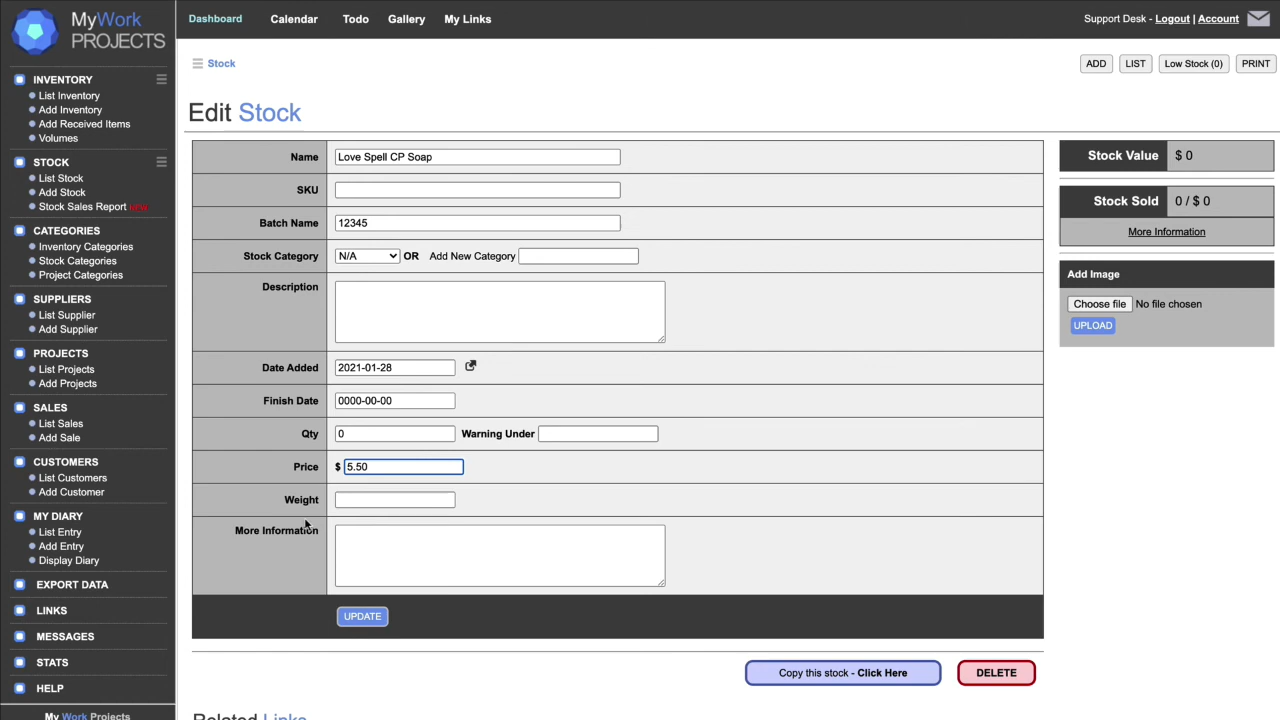 MyWork
PROJECTS
Dashboard Calendar Todo Gallery My Links
Support Desk - Logout | Account
INVENTORY
List Inventory
Add Inventory
Add Received Items
Volumes
STOCK
List Stock
Add Stock
Stock Sales Report NEW
CATEGORIES
Inventory Categories
Stock Categories
Project Categories
SUPPLIERS
List Supplier
Add Supplier
PROJECTS
List Projects
Add Projects
SALES
List Sales
Add Sale
CUSTOMERS
List Customers
Add Customer
MY DIARY
List Entry
Add Entry
Display Diary
EXPORT DATA
LINKS
MESSAGES
STATS
HELP
My Work Projects
Stock
ADD LIST Low Stock (0) PRINT
Edit Stock
Name Love Spell CP Soap
SKU
Batch Name 12345
Stock Category N/A OR Add New Category
Description
Date Added 2021-01-28
Finish Date 0000-00-00
Qty 0 Warning Under
Price $ 5.50
Weight
More Information
UPDATE
Copy this stock - Click Here DELETE
Related Links
Stock Value $ 0
Stock Sold 0 / $ 0
More Information
Add Image
Choose file No file chosen
UPLOAD